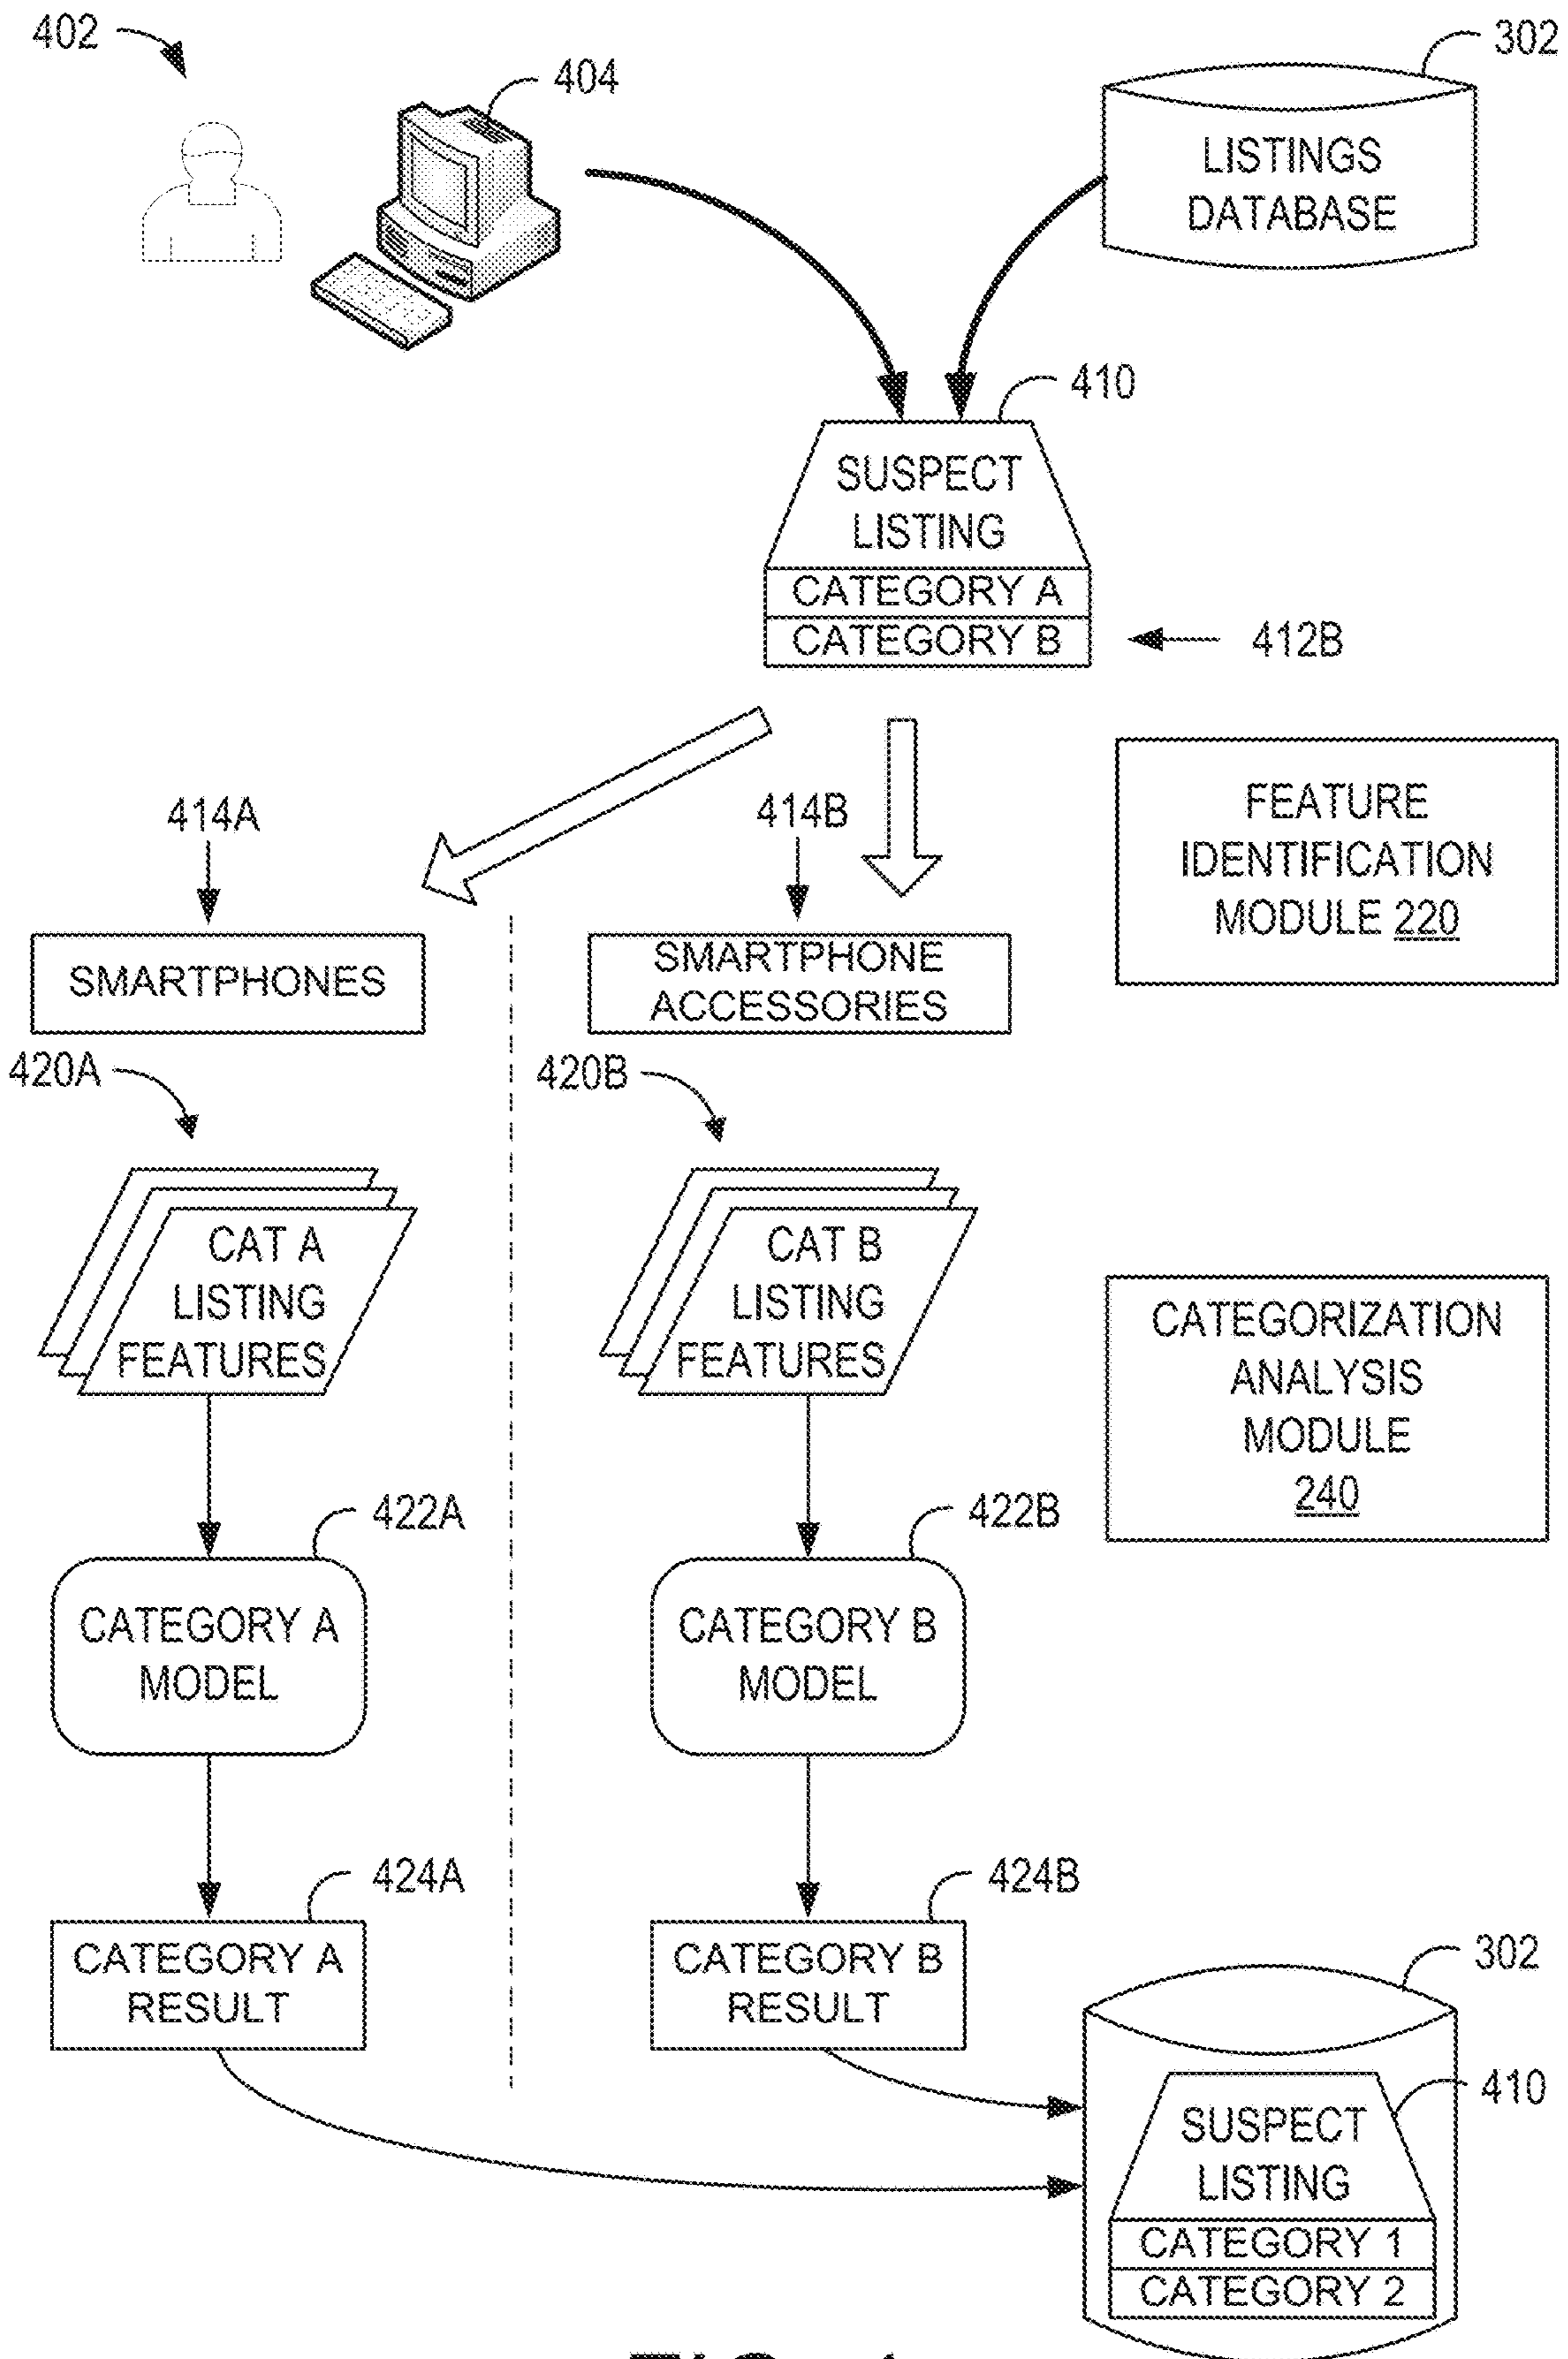 402
404
302
LISTINGS
DATABASE
410
SUSPECT
LISTING
CATEGORY A
CATEGORY B
412B
414A
414B
FEATURE
IDENTIFICATION
MODULE 220
SMARTPHONES
SMARTPHONE
ACCESSORIES
420A
420B
CAT A
LISTING
FEATURES
CAT B
LISTING
FEATURES
CATEGORIZATION
ANALYSIS
MODULE
240
422A
422B
CATEGORY A
MODEL
CATEGORY B
MODEL
424A
424B
CATEGORY A
RESULT
CATEGORY B
RESULT
302
410
SUSPECT
LISTING
CATEGORY 1
CATEGORY 2